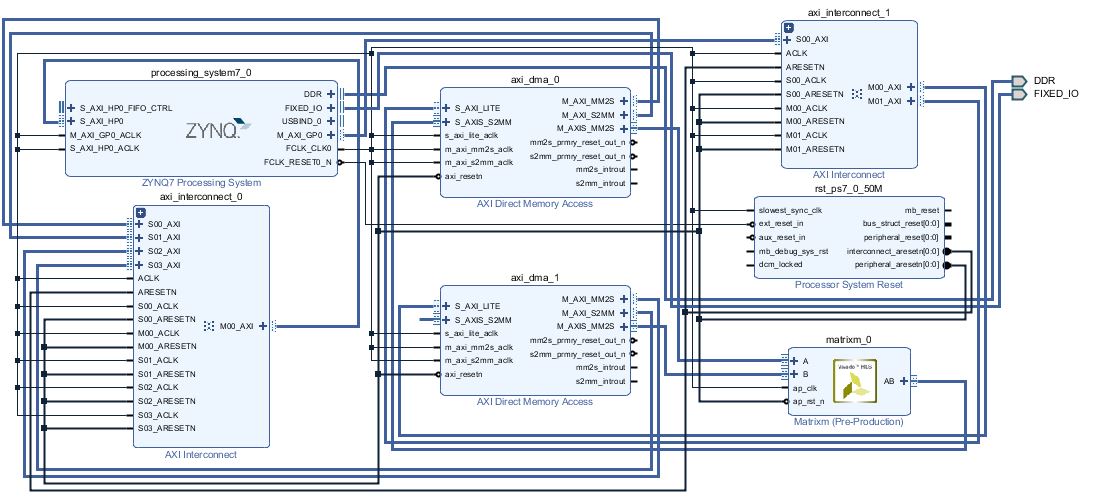 axi_interconnect_1
S00_AXI
ACLK
ARESETN
S00_ACLK
S00_ARESETN
M00_ACLK
M00_ARESETN
M01_ACLK
M01_ARESETN
M00_AXI
M01_AXI
AXI Interconnect
DDR
FIXED_IO
processing_system7_0
S_AXI_HP0_FIFO_CTRL
S_AXI_HP0
M_AXI_GP0_ACLK
S_AXI_HP0_ACLK
ZYNQ
DDR
FIXED_IO
USBIND_0
M_AXI_GP0
FCLK_CLK0
FCLK_RESET0_N
ZYNQ7 Processing System
axi_dma_0
S_AXI_LITE
S_AXIS_S2MM
s_axi_lite_aclk
m_axi_mm2s_aclk
m_axi_s2mm_aclk
axi_resetn
M_AXI_MM2S
M_AXI_S2MM
M_AXIS_MM2S
mm2s_prmry_reset_out_n
s2mm_prmry_reset_out_n
mm2s_introut
s2mm_introut
AXI Direct Memory Access
rst_ps7_0_50M
slowest_sync_clk
ext_reset_in
aux_reset_in
mb_debug_sys_rst
dcm_locked
mb_reset
bus_struct_reset[0:0]
peripheral_reset[0:0]
interconnect_aresetn[0:0]
peripheral_aresetn[0:0]
Processor System Reset
axi_interconnect_0
S00_AXI
S01_AXI
S02_AXI
S03_AXI
ACLK
ARESETN
S00_ACLK
S00_ARESETN
M00_ACLK
M00_ARESETN
S01_ACLK
S01_ARESETN
S02_ACLK
S02_ARESETN
S03_ACLK
S03_ARESETN
M00_AXI
AXI Interconnect
axi_dma_1
S_AXI_LITE
S_AXIS_S2MM
s_axi_lite_aclk
m_axi_mm2s_aclk
m_axi_s2mm_aclk
axi_resetn
M_AXI_MM2S
M_AXI_S2MM
M_AXIS_MM2S
mm2s_prmry_reset_out_n
s2mm_prmry_reset_out_n
mm2s_introut
s2mm_introut
AXI Direct Memory Access
matrixm_0
A
B
ap_clk
ap_rst_n
Vivado™ HLS
AB
Matrixm (Pre-Production)